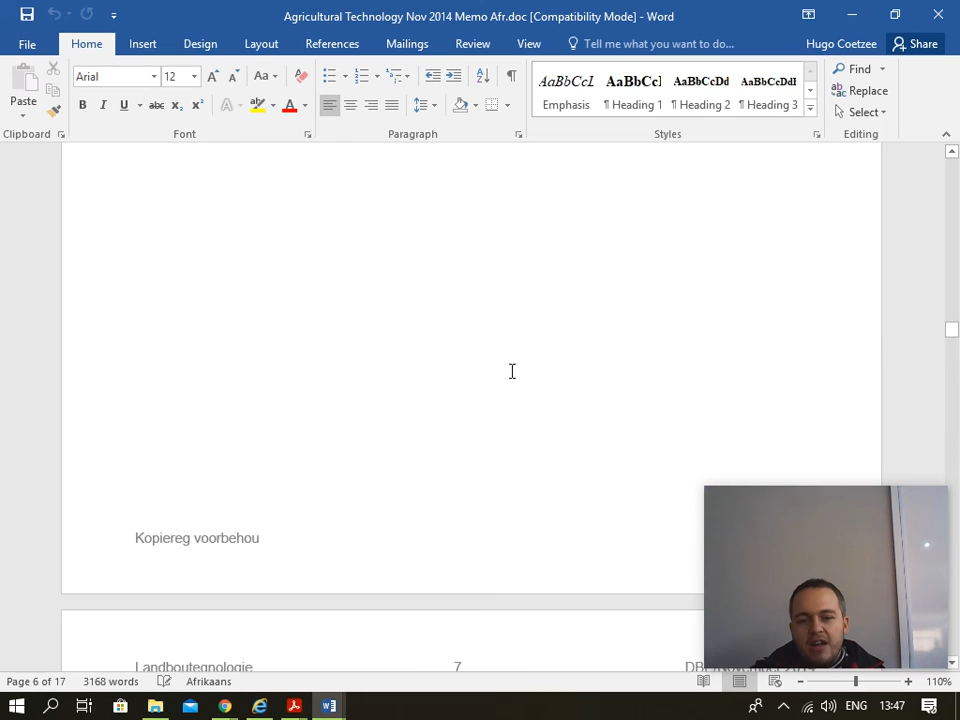 Agricultural Technology Nov 2014 Memo Afr.doc [Compatibility Mode] - Word
File Home Insert Design Layout References Mailings Review View Tell me what you want to do... Hugo Coetzee Share
Paste
Clipboard
Arial 12
Font
Paragraph
AaBbCcI AaBbCcI AaBbCcDd AaBbCcDdI
Emphasis ¶ Heading 1 ¶ Heading 2 ¶ Heading 3
Styles
Find
Replace
Select
Editing
Kopiereg voorbehou
Landboutegnologie 7
Page 6 of 17 3168 words Afrikaans 110%
ENG 13:47